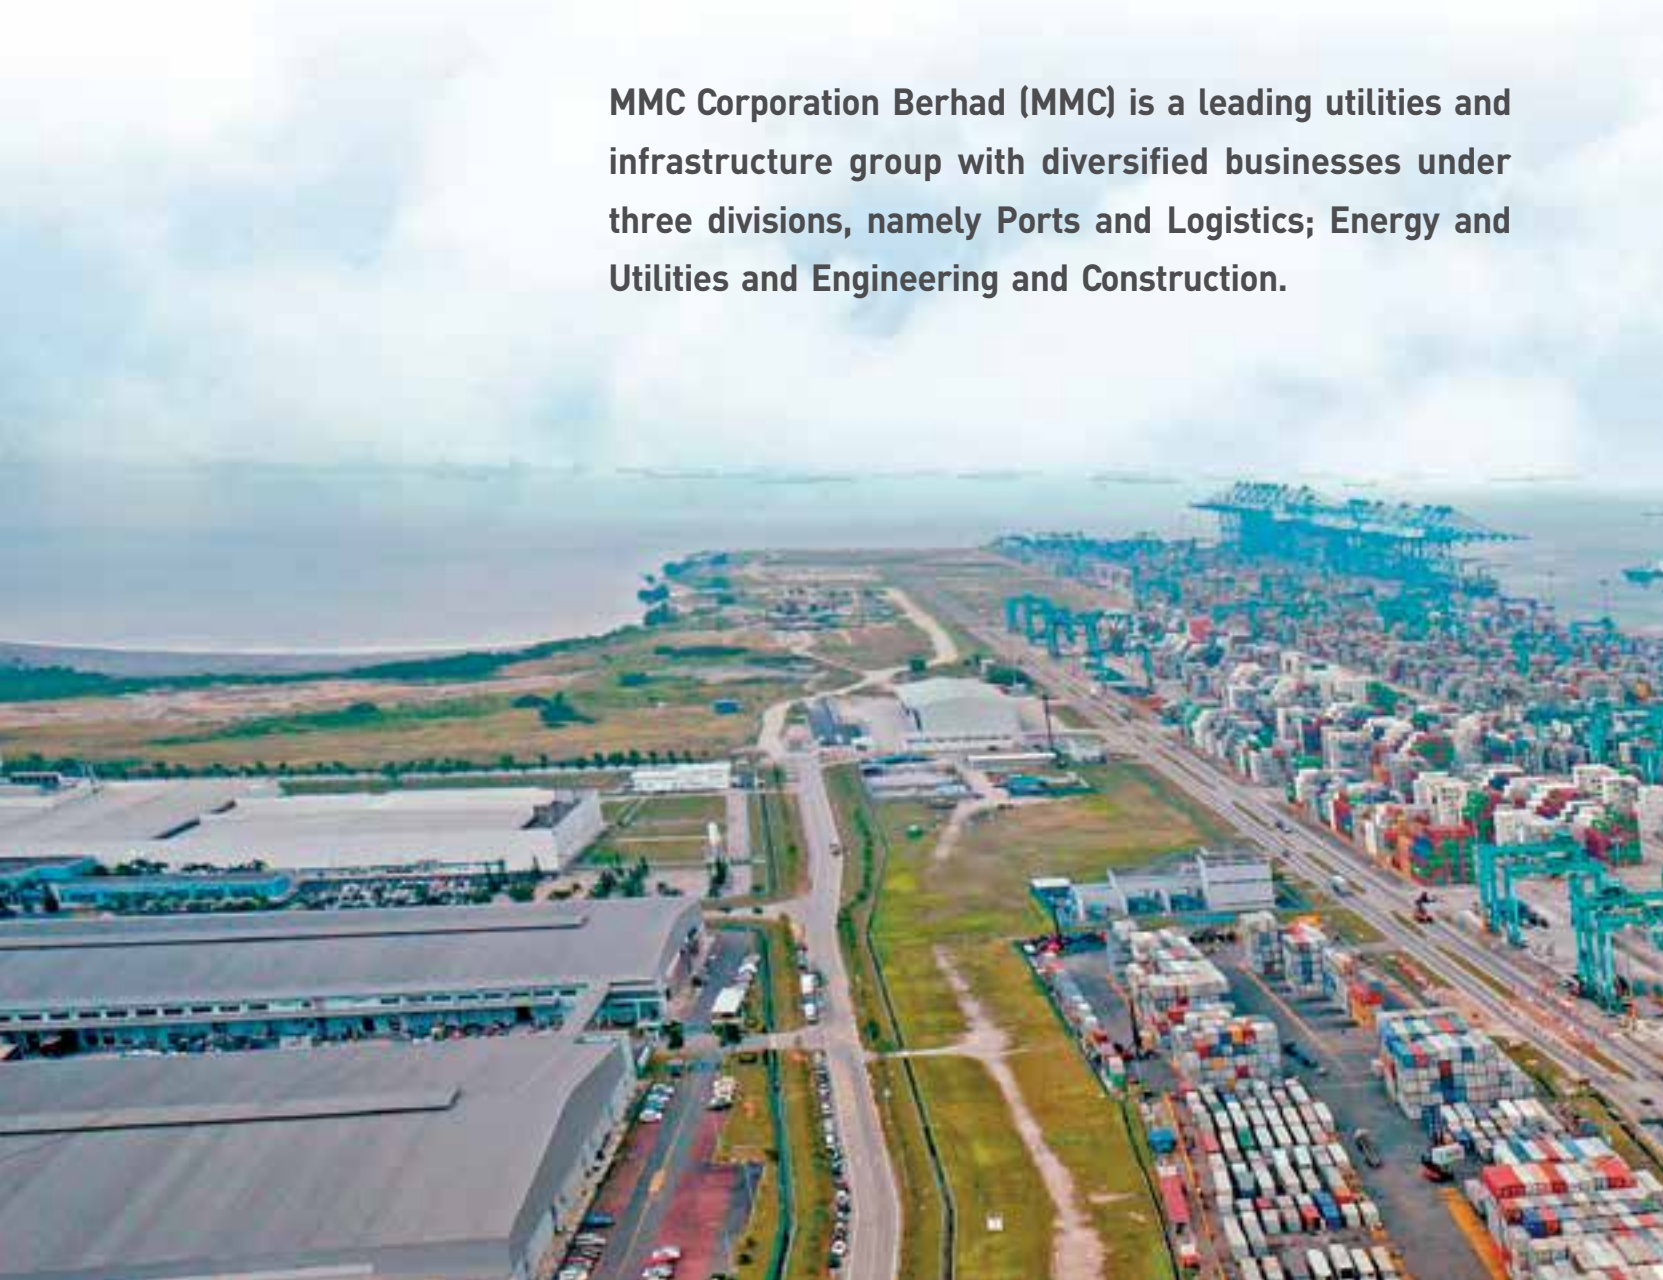 MMC Corporation Berhad (MMC) is a leading utilities and
infrastructure group with diversified businesses under
three divisions, namely Ports and Logistics; Energy and
Utilities and Engineering and Construction.